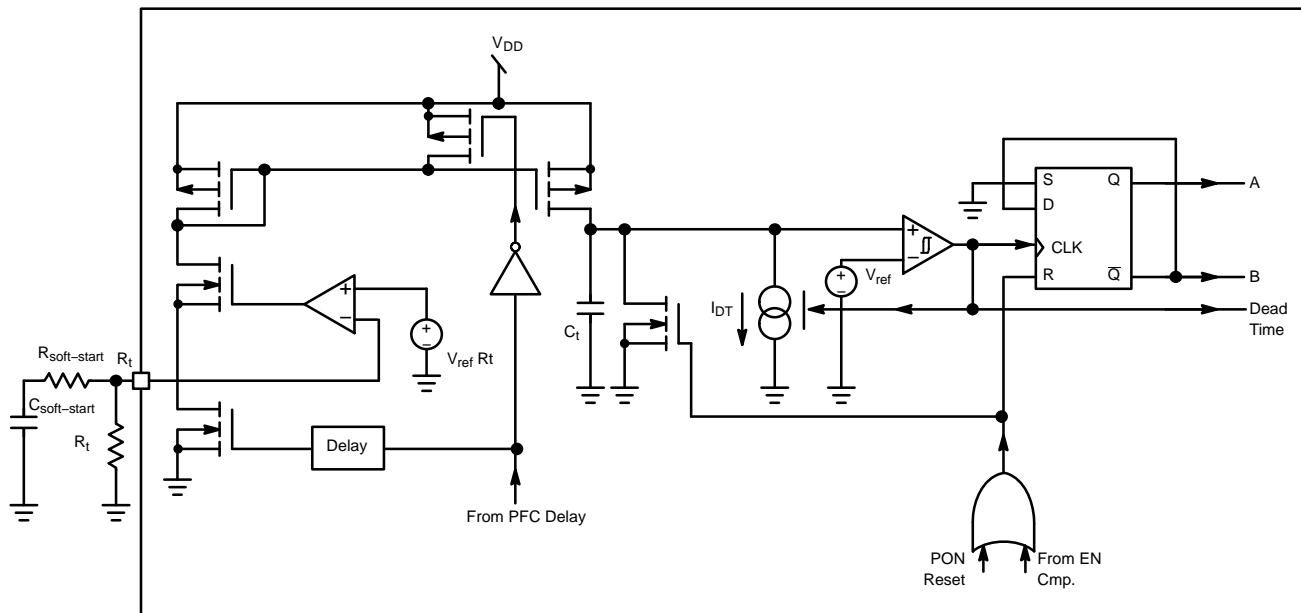 VDD
S
Q
A
D
+
−
CLK
Vref
R
Q
B
IDT
Dead
Time
Ct
+
−
+
−
+
−
Vref Rt
Rsoft−start
Rt
Csoft−start
Rt
Delay
From PFC Delay
PON
Reset
From EN
Cmp.